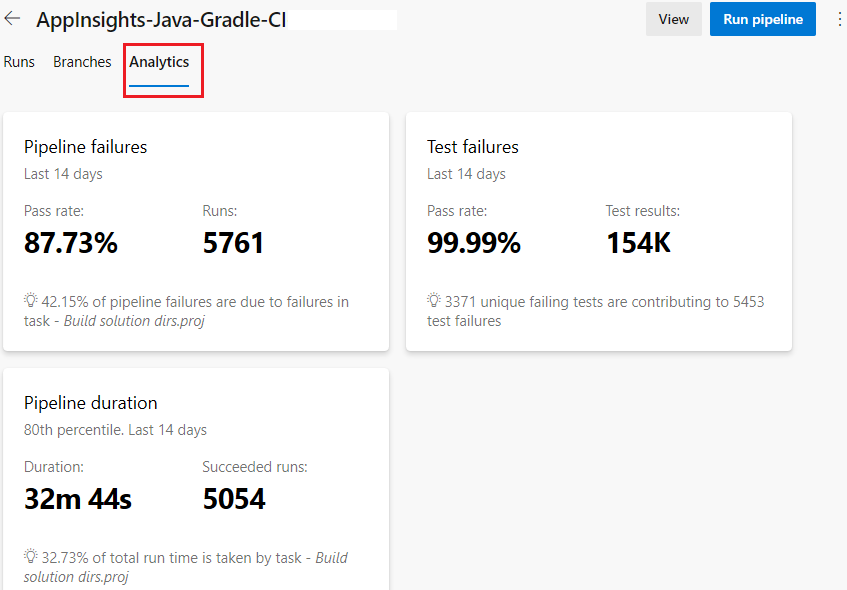 AppInsights-Java-Gradle-CI
View
Run pipeline
Runs
Branches
Analytics
Pipeline failures
Last 14 days
Pass rate:
Runs:
87.73%
5761
42.15% of pipeline failures are due to failures in
task - Build solution dirs.proj
Test failures
Last 14 days
Pass rate:
Test results:
99.99%
154K
3371 unique failing tests are contributing to 5453
test failures
Pipeline duration
80th percentile. Last 14 days
Duration:
Succeeded runs:
32m 44s
5054
32.73% of total run time is taken by task - Build
solution dirs.proj